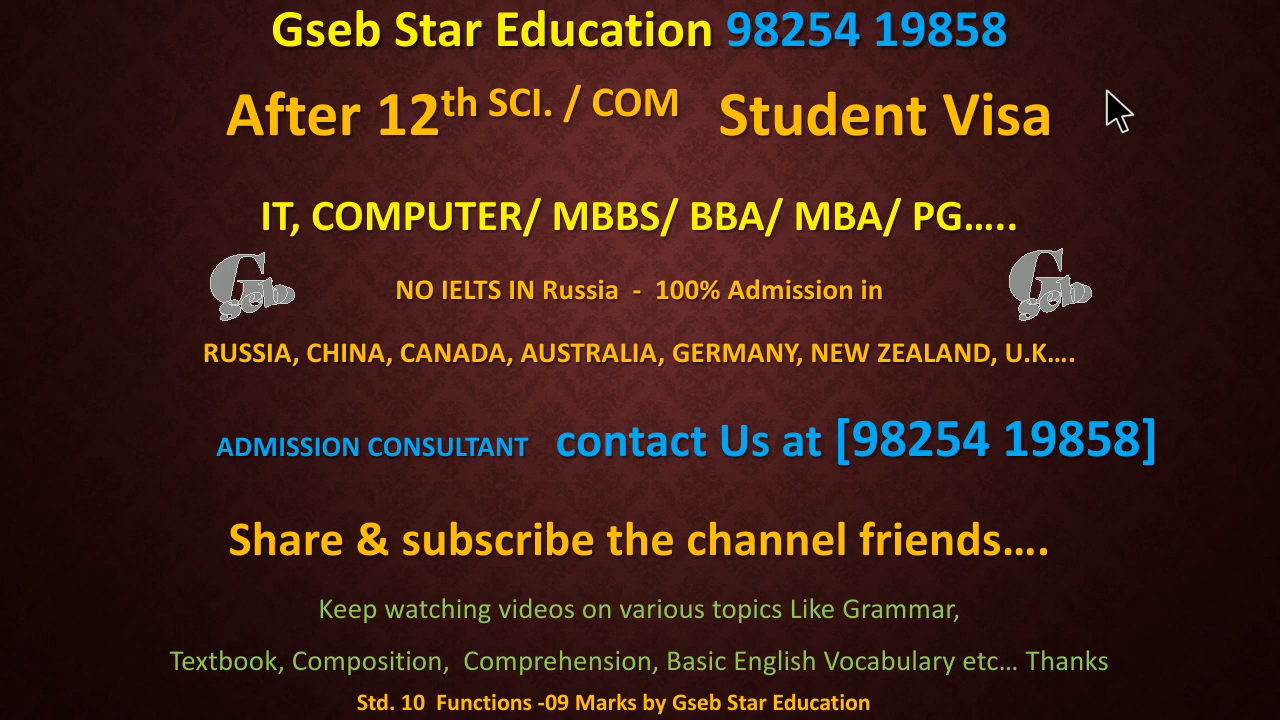 Gseb Star Education 98254 19858
After 12th SCI. / COM Student Visa
IT, COMPUTER/ MBBS/ BBA/ MBA/ PG…..
Gseb Gseb
NO IELTS IN Russia - 100% Admission in
RUSSIA, CHINA, CANADA, AUSTRALIA, GERMANY, NEW ZEALAND, U.K….
ADMISSION CONSULTANT contact Us at [98254 19858]
Share & subscribe the channel friends….
Keep watching videos on various topics Like Grammar,
Textbook, Composition, Comprehension, Basic English Vocabulary etc… Thanks
Std. 10 Functions -09 Marks by Gseb Star Education